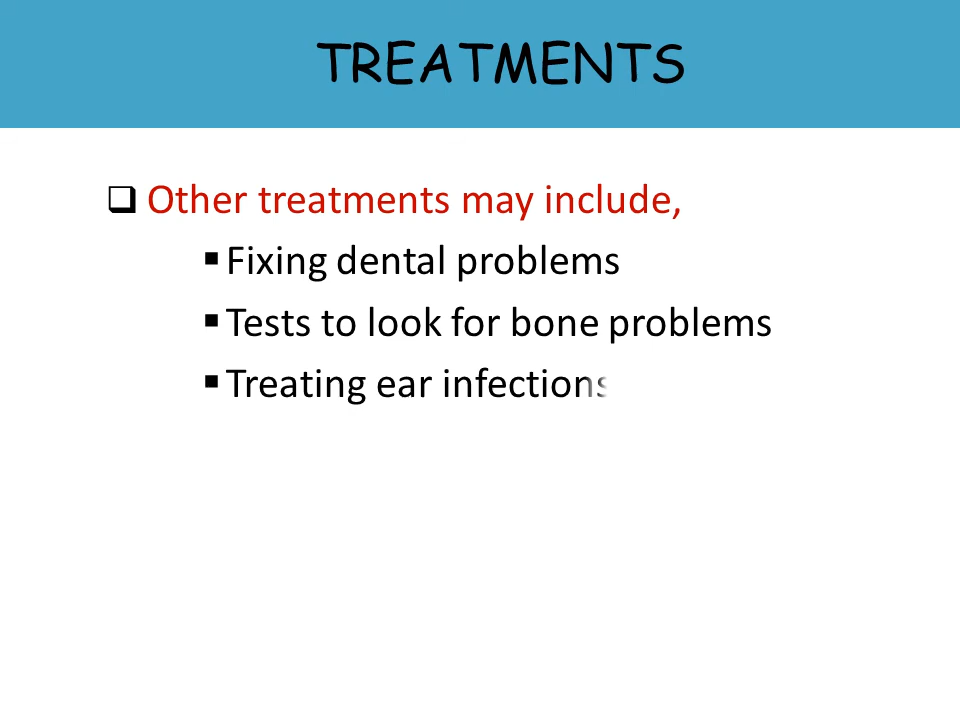 TREATMENTS
❑ Other treatments may include,
▪ Fixing dental problems
▪ Tests to look for bone problems
▪ Treating ear infections